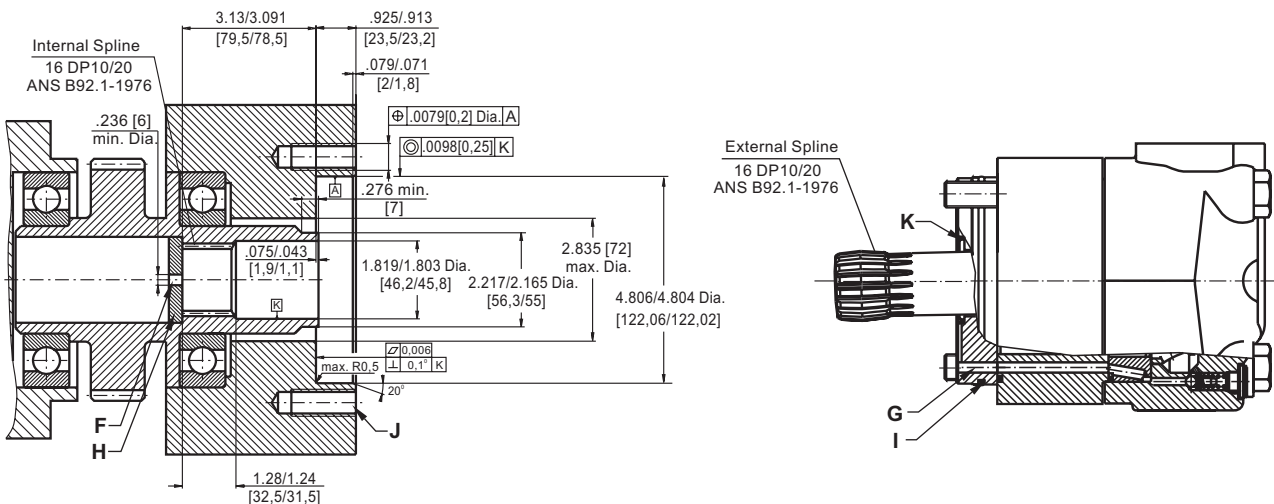 3.13/3.091
[79,5/78,5]
.925/.913
[23,5/23,2]
Internal Spline
16 DP10/20
ANS B92.1-1976
.079/.071
[2/1,8]
.236 [6]
min. Dia.
⌖ .0079[0,2] Dia. A
◎ .0098[0,25] K
A
.276 min.
[7]
.075/.043
[1,9/1,1]
1.819/1.803 Dia.
[46,2/45,8]
2.217/2.165 Dia.
[56,3/55]
2.835 [72]
max. Dia.
4.806/4.804 Dia.
[122,06/122,02]
K
⏥ 0,006
⊥ 0,1° K
max. R0,5
20°
F
H
J
1.28/1.24
[32,5/31,5]
External Spline
16 DP10/20
ANS B92.1-1976
K
G
I